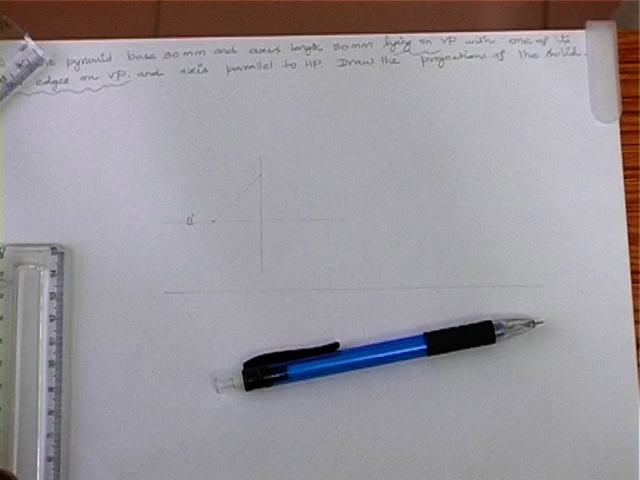 pyramid base 30mm and axis length 50mm lying on VP with one of its
edges on VP. and axis parallel to HP. Draw the projections of the solid.
a'